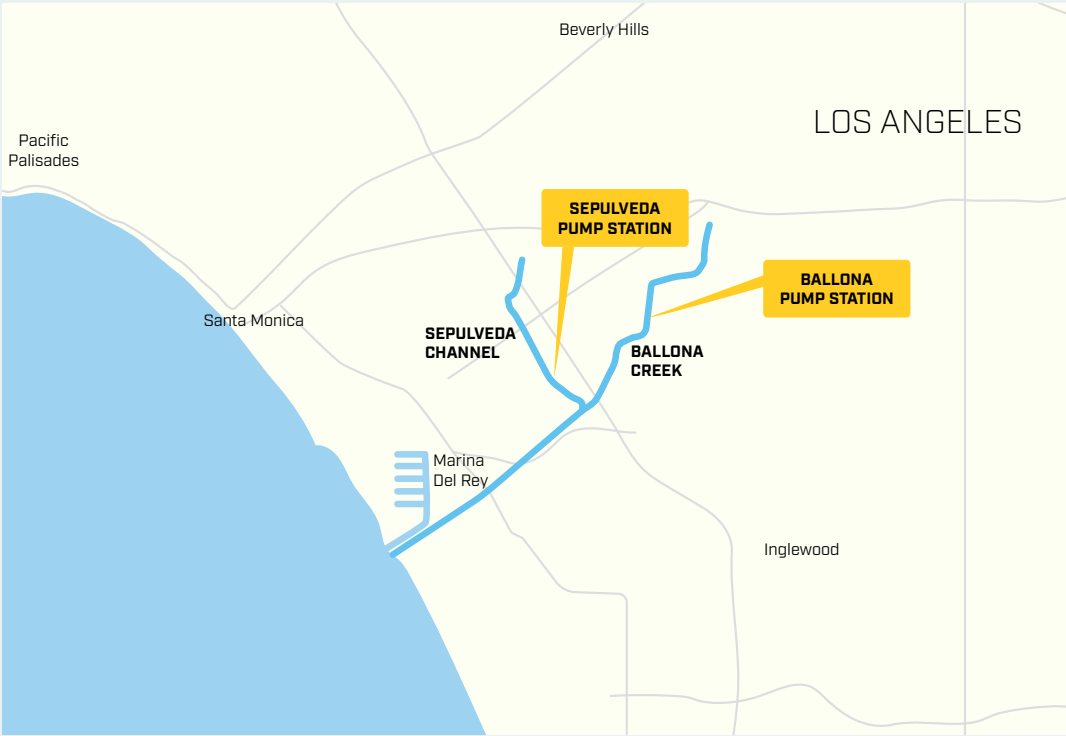 Beverly Hills
LOS ANGELES
Pacific
Palisades
SEPULVEDA
PUMP STATION
BALLONA
PUMP STATION
Santa Monica
SEPULVEDA
CHANNEL
BALLONA
CREEK
Marina
Del Rey
Inglewood